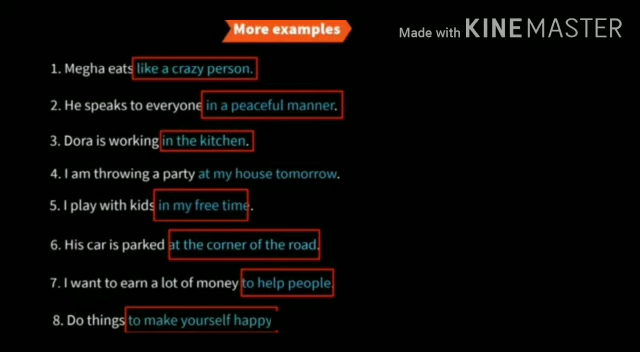 More examples
Made with KINEMASTER
1. Megha eats like a crazy person.
2. He speaks to everyone in a peaceful manner.
3. Dora is working in the kitchen.
4. I am throwing a party at my house tomorrow.
5. I play with kids in my free time.
6. His car is parked at the corner of the road.
7. I want to earn a lot of money to help people.
8. Do things to make yourself happy